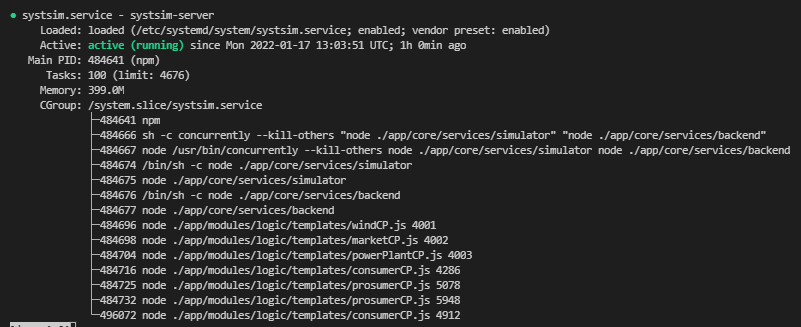 ● systsim.service - systsim-server
Loaded: loaded (/etc/systemd/system/systsim.service; enabled; vendor preset: enabled)
Active: active (running) since Mon 2022-01-17 13:03:51 UTC; 1h 0min ago
Main PID: 484641 (npm)
Tasks: 100 (limit: 4676)
Memory: 399.0M
CGroup: /system.slice/systsim.service
├─484641 npm
├─484666 sh -c concurrently --kill-others "node ./app/core/services/simulator" "node ./app/core/services/backend"
├─484667 node /usr/bin/concurrently --kill-others node ./app/core/services/simulator node ./app/core/services/backend
├─484674 /bin/sh -c node ./app/core/services/simulator
├─484675 node ./app/core/services/simulator
├─484676 /bin/sh -c node ./app/core/services/backend
├─484677 node ./app/core/services/backend
├─484696 node ./app/modules/logic/templates/windCP.js 4001
├─484698 node ./app/modules/logic/templates/marketCP.js 4002
├─484704 node ./app/modules/logic/templates/powerPlantCP.js 4003
├─484716 node ./app/modules/logic/templates/consumerCP.js 4286
├─484725 node ./app/modules/logic/templates/prosumerCP.js 5078
├─484732 node ./app/modules/logic/templates/prosumerCP.js 5948
└─496072 node ./app/modules/logic/templates/consumerCP.js 4912